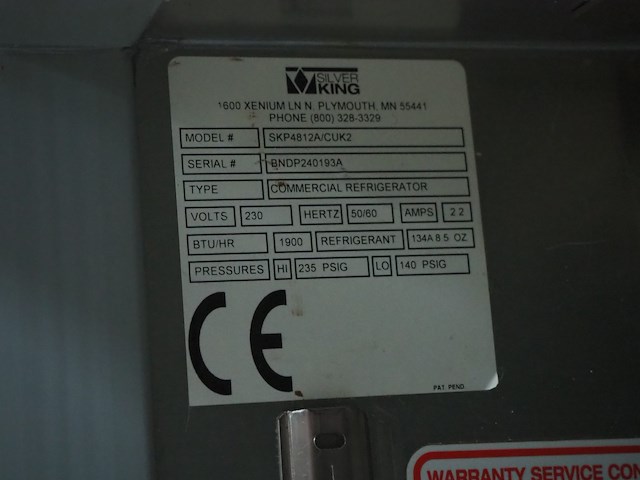 SILVER
KING
1600 XENIUM LN N. PLYMOUTH, MN 55441
PHONE (800) 328-3329
MODEL # SKP4812A/CUK2
SERIAL # BNDP240193A
TYPE COMMERCIAL REFRIGERATOR
VOLTS 230 HERTZ 50/60 AMPS 2.2
BTU/HR 1900 REFRIGERANT 134A 8.5 OZ
PRESSURES HI 235 PSIG LO 140 PSIG
CE
PAT. PEND.
WARRANTY SERVICE CON